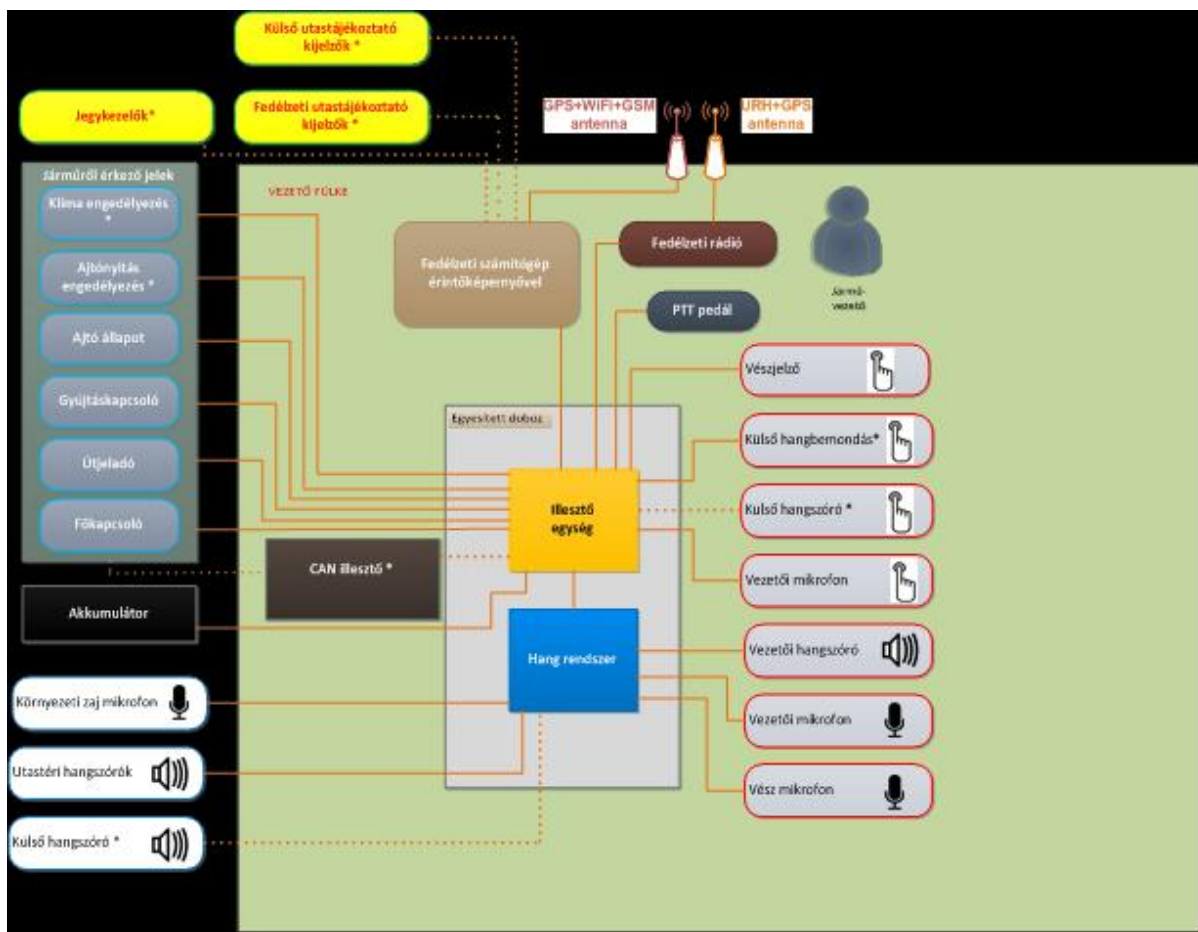 Külső utastájékoztató
kijelzők *
Jegykezelők*
Fedélzeti utastájékoztató
kijelzők *
GPS+WiFi+GSM
antenna
URH+GPS
antenna
Járműről érkező jelek
Klíma engedélyezés
*
Ajtónyitás
engedélyezés *
Ajtó állapot
Gyújtáskapcsoló
Útjeladó
Főkapcsoló
VEZETŐ FÜLKE
Fedélzeti számítógép
érintőképernyővel
Fedélzeti rádió
PTT pedál
Jármű-
vezető
Vészjelző
Külső hangbemondás*
Kulső hangszóró *
Vezetői mikrofon
Vezetői hangszóró
Vezetői mikrofon
Vész mikrofon
Egyesített doboz
Illesztő
egység
CAN illesztő *
Hang rendszer
Akkumulátor
Környezeti zaj mikrofon
Utastéri hangszórók
Külső hangszóró *